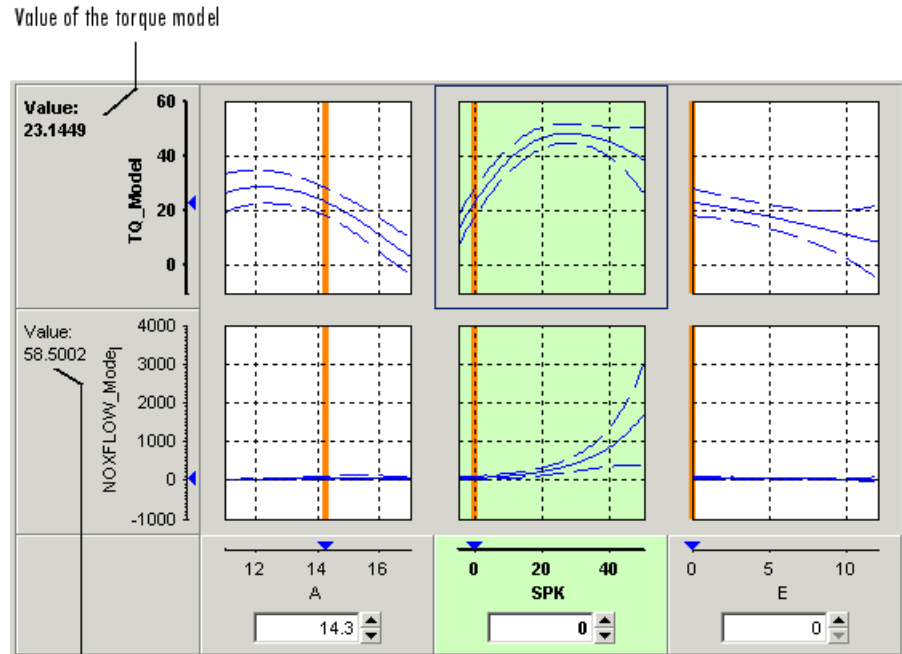 Value of the torque model
Value:
23.1449
TQ_Model
60
40
20
0
Value:
58.5002
NOXFLOW_Model
4000
3000
2000
1000
0
-1000
12 14 16
A
14.3
0 20 40
SPK
0
0 5 10
E
0